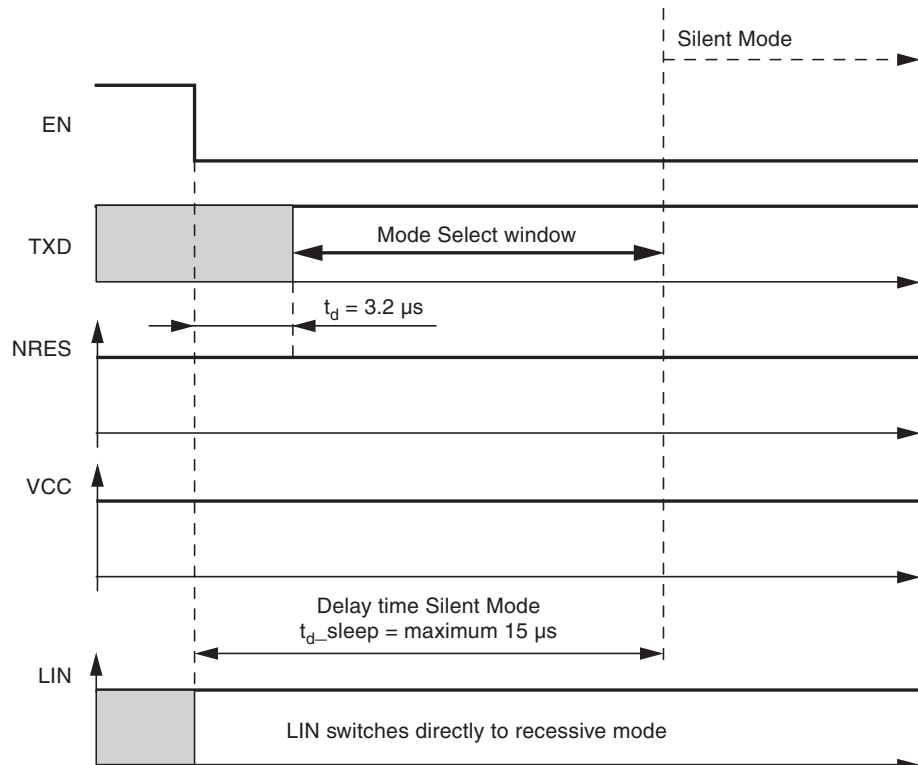 Silent Mode
EN
TXD
Mode Select window
t_d = 3.2 µs
NRES
VCC
Delay time Silent Mode
t_d_sleep = maximum 15 µs
LIN
LIN switches directly to recessive mode